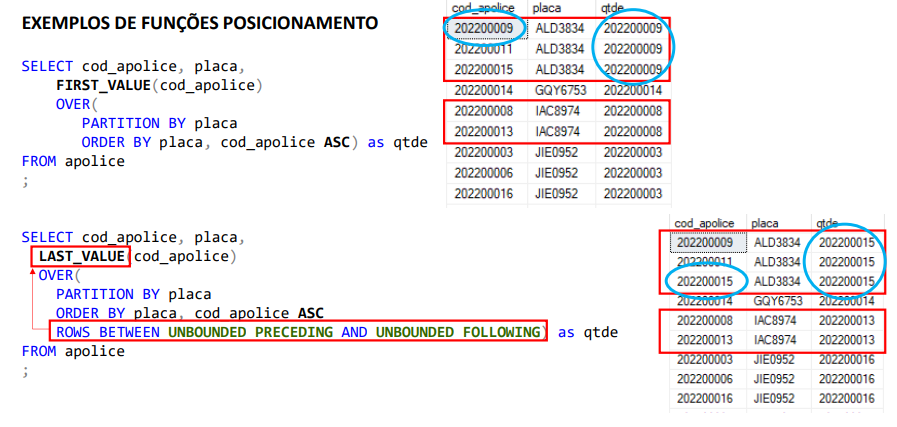 EXEMPLOS DE FUNÇÕES POSICIONAMENTO
SELECT cod_apolice, placa,
FIRST_VALUE(cod_apolice)
OVER(
PARTITION BY placa
ORDER BY placa, cod_apolice ASC) as qtde
FROM apolice
;
cod_apolice placa qtde
202200009 ALD3834 202200009
202200011 ALD3834 202200009
202200015 ALD3834 202200009
202200014 GQY6753 202200014
202200008 IAC8974 202200008
202200013 IAC8974 202200008
202200003 JIE0952 202200003
202200006 JIE0952 202200003
202200016 JIE0952 202200003
SELECT cod_apolice, placa,
LAST_VALUE(cod_apolice)
OVER(
PARTITION BY placa
ORDER BY placa, cod_apolice ASC
ROWS BETWEEN UNBOUNDED PRECEDING AND UNBOUNDED FOLLOWING) as qtde
FROM apolice
;
cod_apolice placa qtde
202200009 ALD3834 202200015
202200011 ALD3834 202200015
202200015 ALD3834 202200015
202200014 GQY6753 202200014
202200008 IAC8974 202200013
202200013 IAC8974 202200013
202200003 JIE0952 202200016
202200006 JIE0952 202200016
202200016 JIE0952 202200016